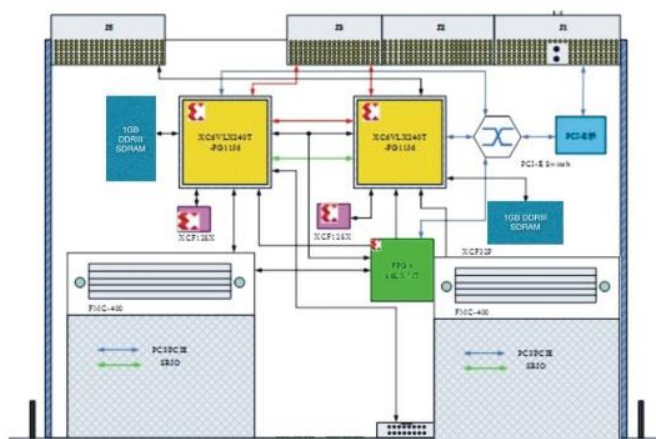 J5
J3
J2
J1
1GB
DDRIII
SDRAM
XC6VLX240T
-FG1156
XC6VLX240T
-FG1156
PCI-E Switch
XCF128X
XCF128X
1GB DDRIII
SDRAM
XCF32P
FPGA
FMC-400
FMC-400
PCI/PCIE
SRIO
PCI/PCIE
SRIO